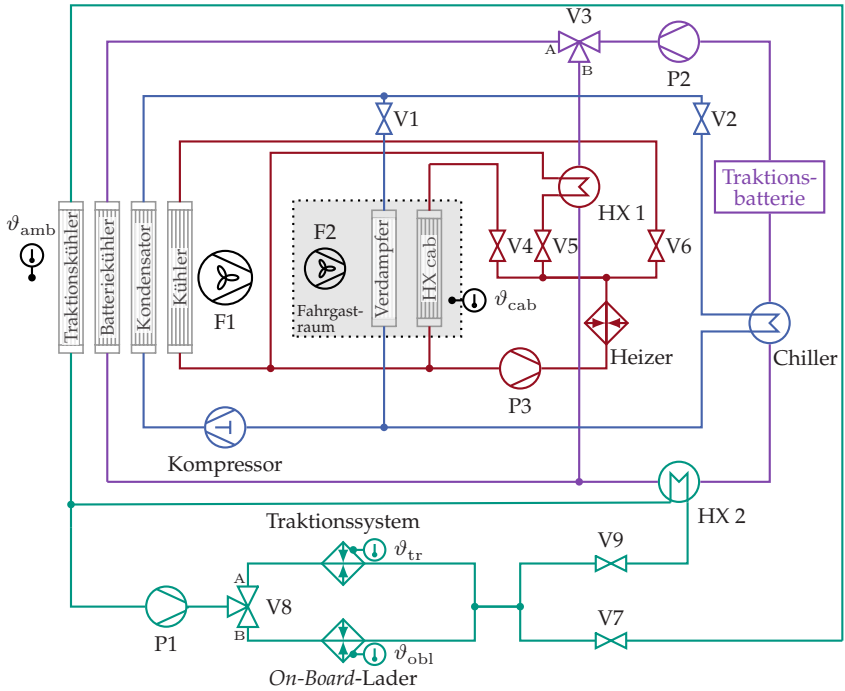 V3
A
B
P2
V1
V2
Traktions-
batterie
HX 1
ϑamb
Traktionskühler
Batteriekühler
Kondensator
Kühler
F1
F2
Fahrgast-
raum
Verdampfer
HX cab
ϑcab
V4
V5
V6
Heizer
Chiller
P3
Kompressor
HX 2
Traktionssystem
ϑtr
V9
A
V8
B
P1
V7
ϑobl
On-Board-Lader